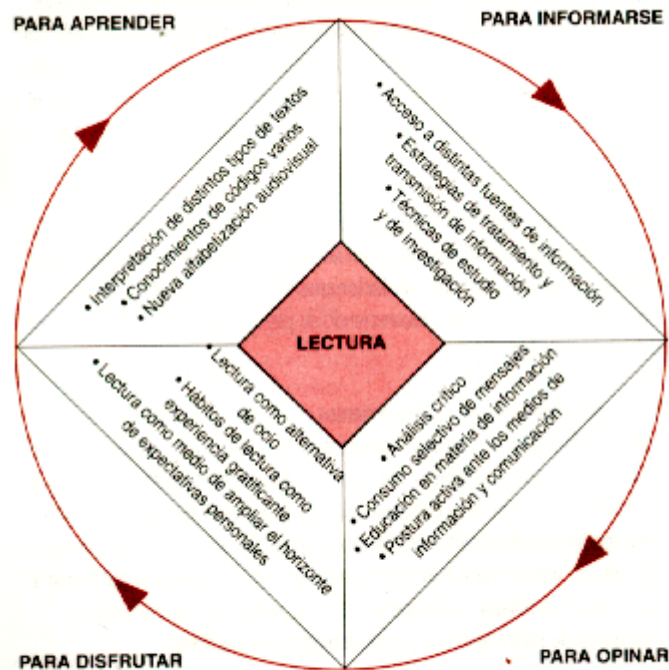 PARA APRENDER
PARA INFORMARSE
• Interpretación de distintos tipos de textos
• Conocimientos de códigos varios
• Nueva alfabetización audiovisual
• Acceso a distintas fuentes de información
• Estrategias de tratamiento y
transmisión de información
• Técnicas de estudio
y de investigación
LECTURA
• Lectura como alternativa
de ocio
• Hábitos de lectura como
experiencia gratificante
• Lectura como medio de ampliar el horizonte
de expectativas personales
• Análisis crítico
• Consumo selectivo de mensajes
• Educación en materia de información
• Postura activa ante los medios de
información y comunicación
PARA DISFRUTAR
PARA OPINAR